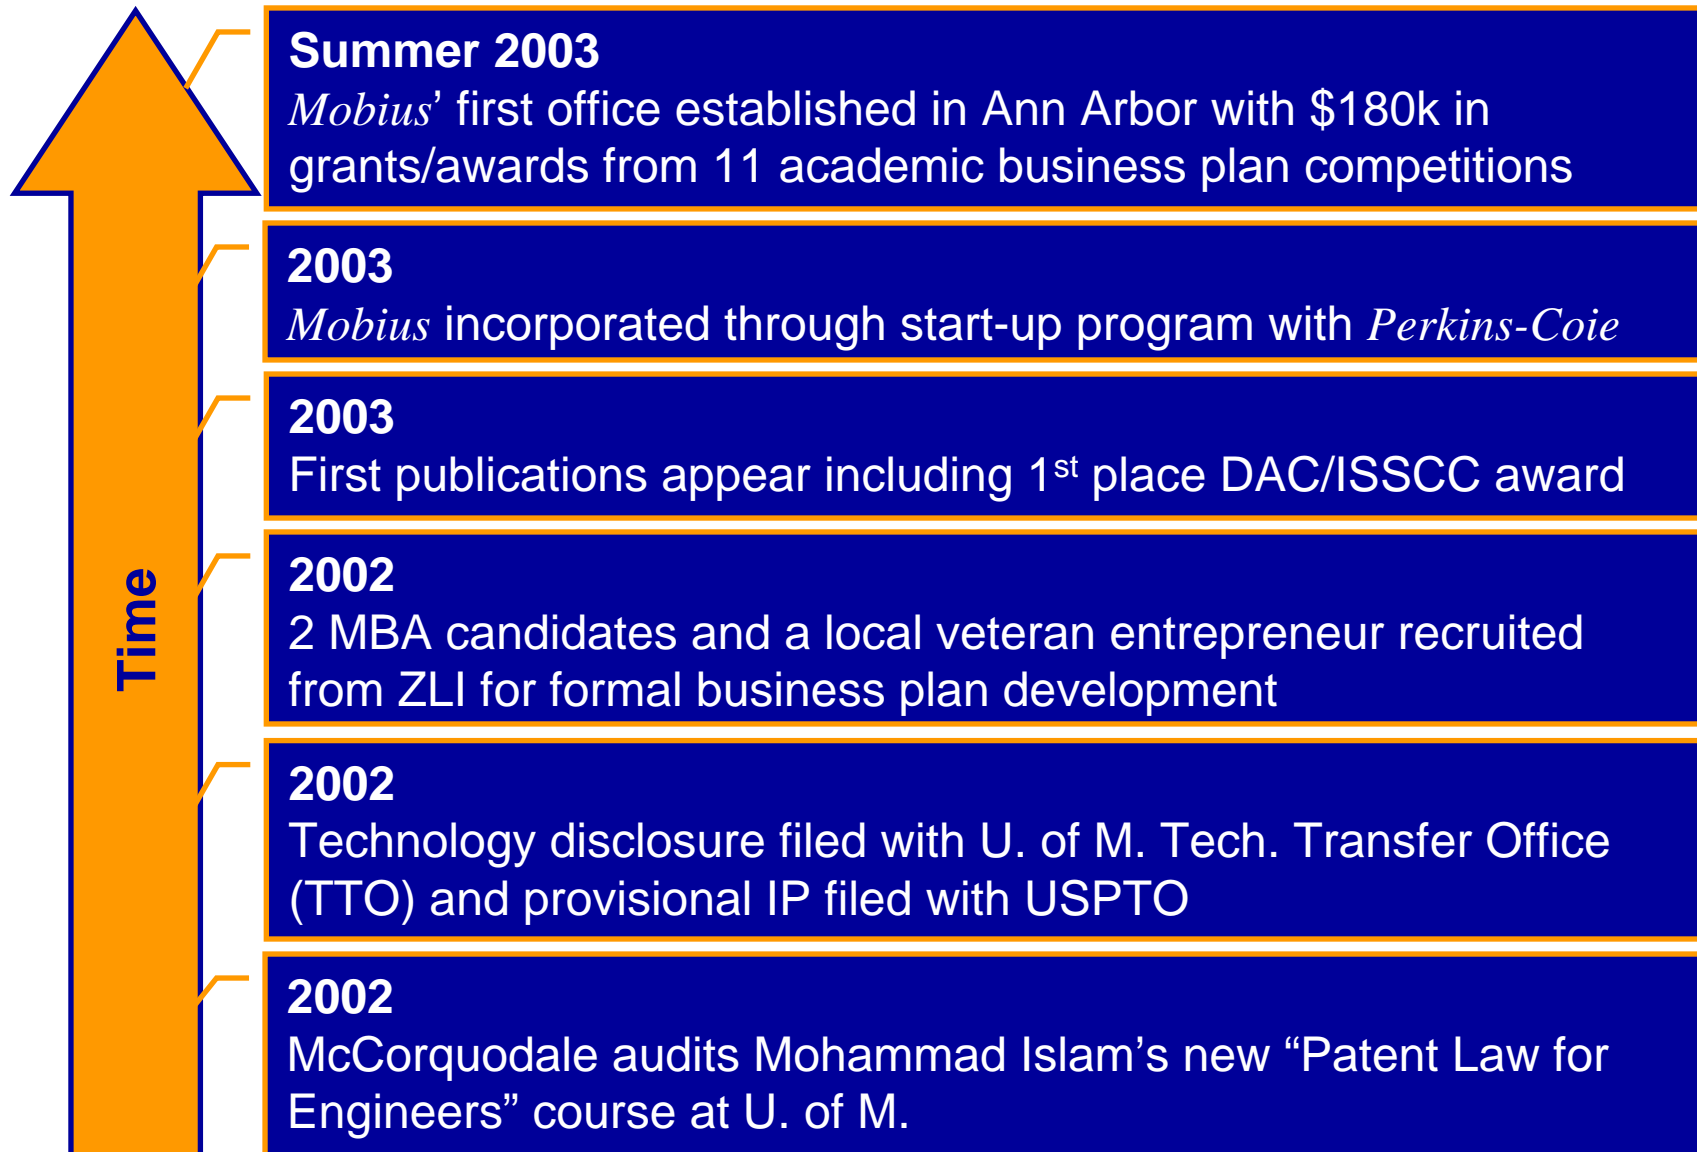 Summer 2003
Mobius’ first office established in Ann Arbor with $180k in
grants/awards from 11 academic business plan competitions
2003
Mobius incorporated through start-up program with Perkins-Coie
2003
First publications appear including 1st place DAC/ISSCC award
2002
2 MBA candidates and a local veteran entrepreneur recruited
from ZLI for formal business plan development
2002
Technology disclosure filed with U. of M. Tech. Transfer Office
(TTO) and provisional IP filed with USPTO
2002
McCorquodale audits Mohammad Islam’s new “Patent Law for
Engineers” course at U. of M.
Time